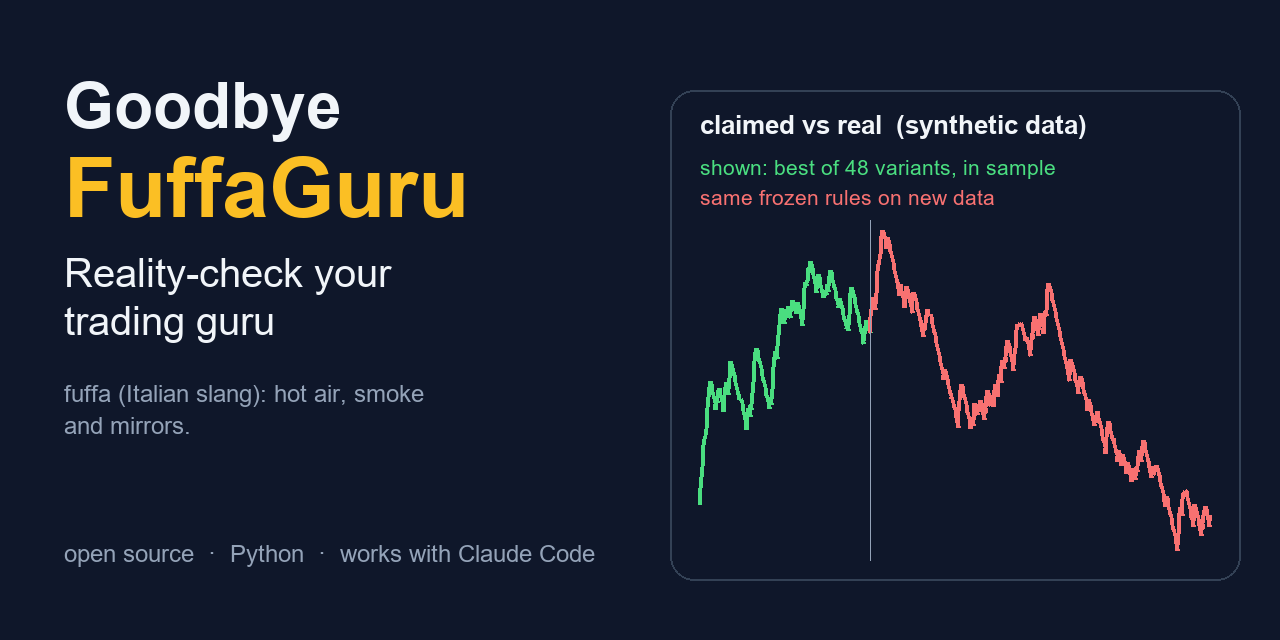 Goodbye
FuffaGuru
Reality-check your
trading guru
fuffa (Italian slang): hot air, smoke
and mirrors.
open source · Python · works with Claude Code
claimed vs real (synthetic data)
shown: best of 48 variants, in sample
same frozen rules on new data